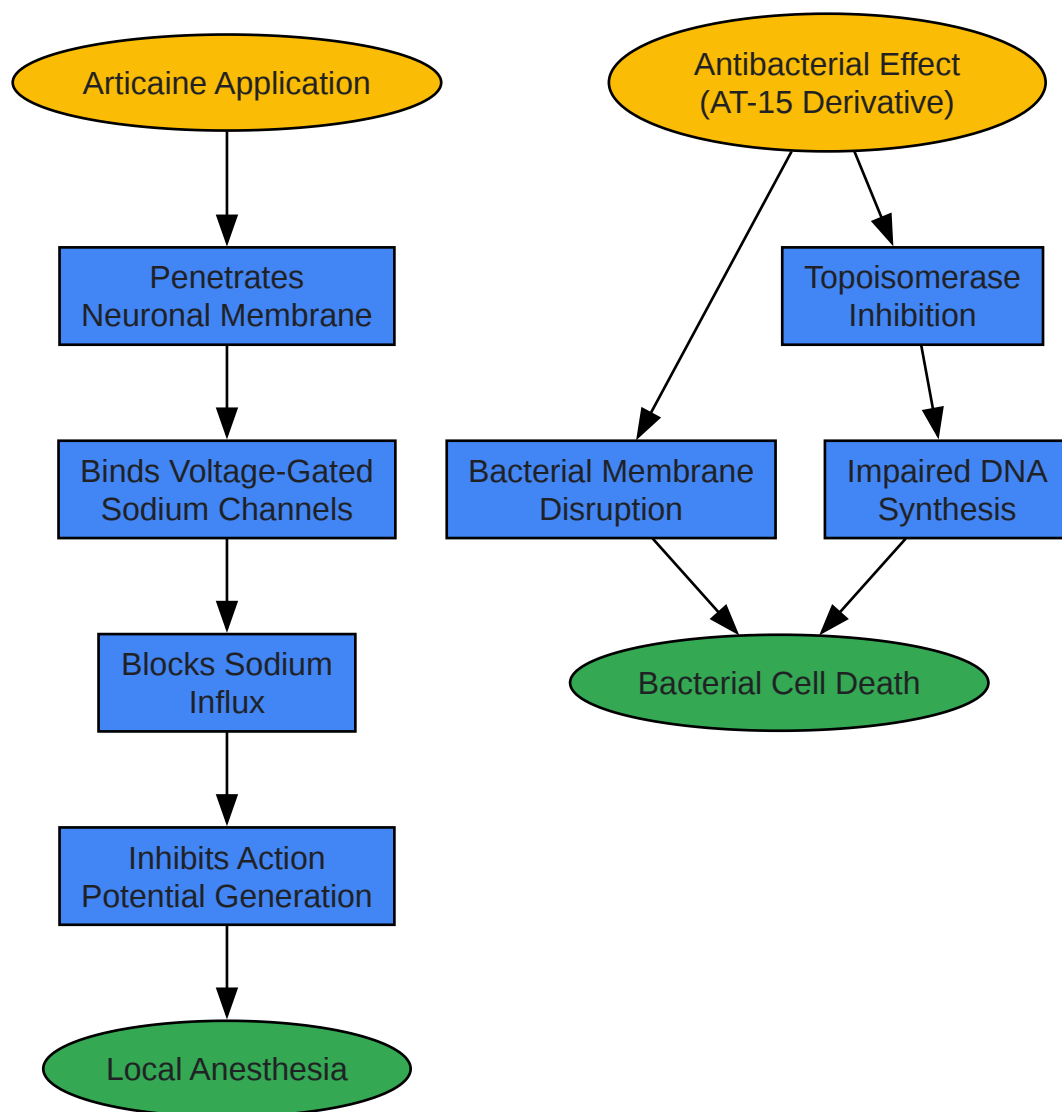 Articaine Application
Penetrates
Neuronal Membrane
Binds Voltage-Gated
Sodium Channels
Blocks Sodium
Influx
Inhibits Action
Potential Generation
Local Anesthesia
Antibacterial Effect
(AT-15 Derivative)
Topoisomerase
Inhibition
Bacterial Membrane
Disruption
Impaired DNA
Synthesis
Bacterial Cell Death